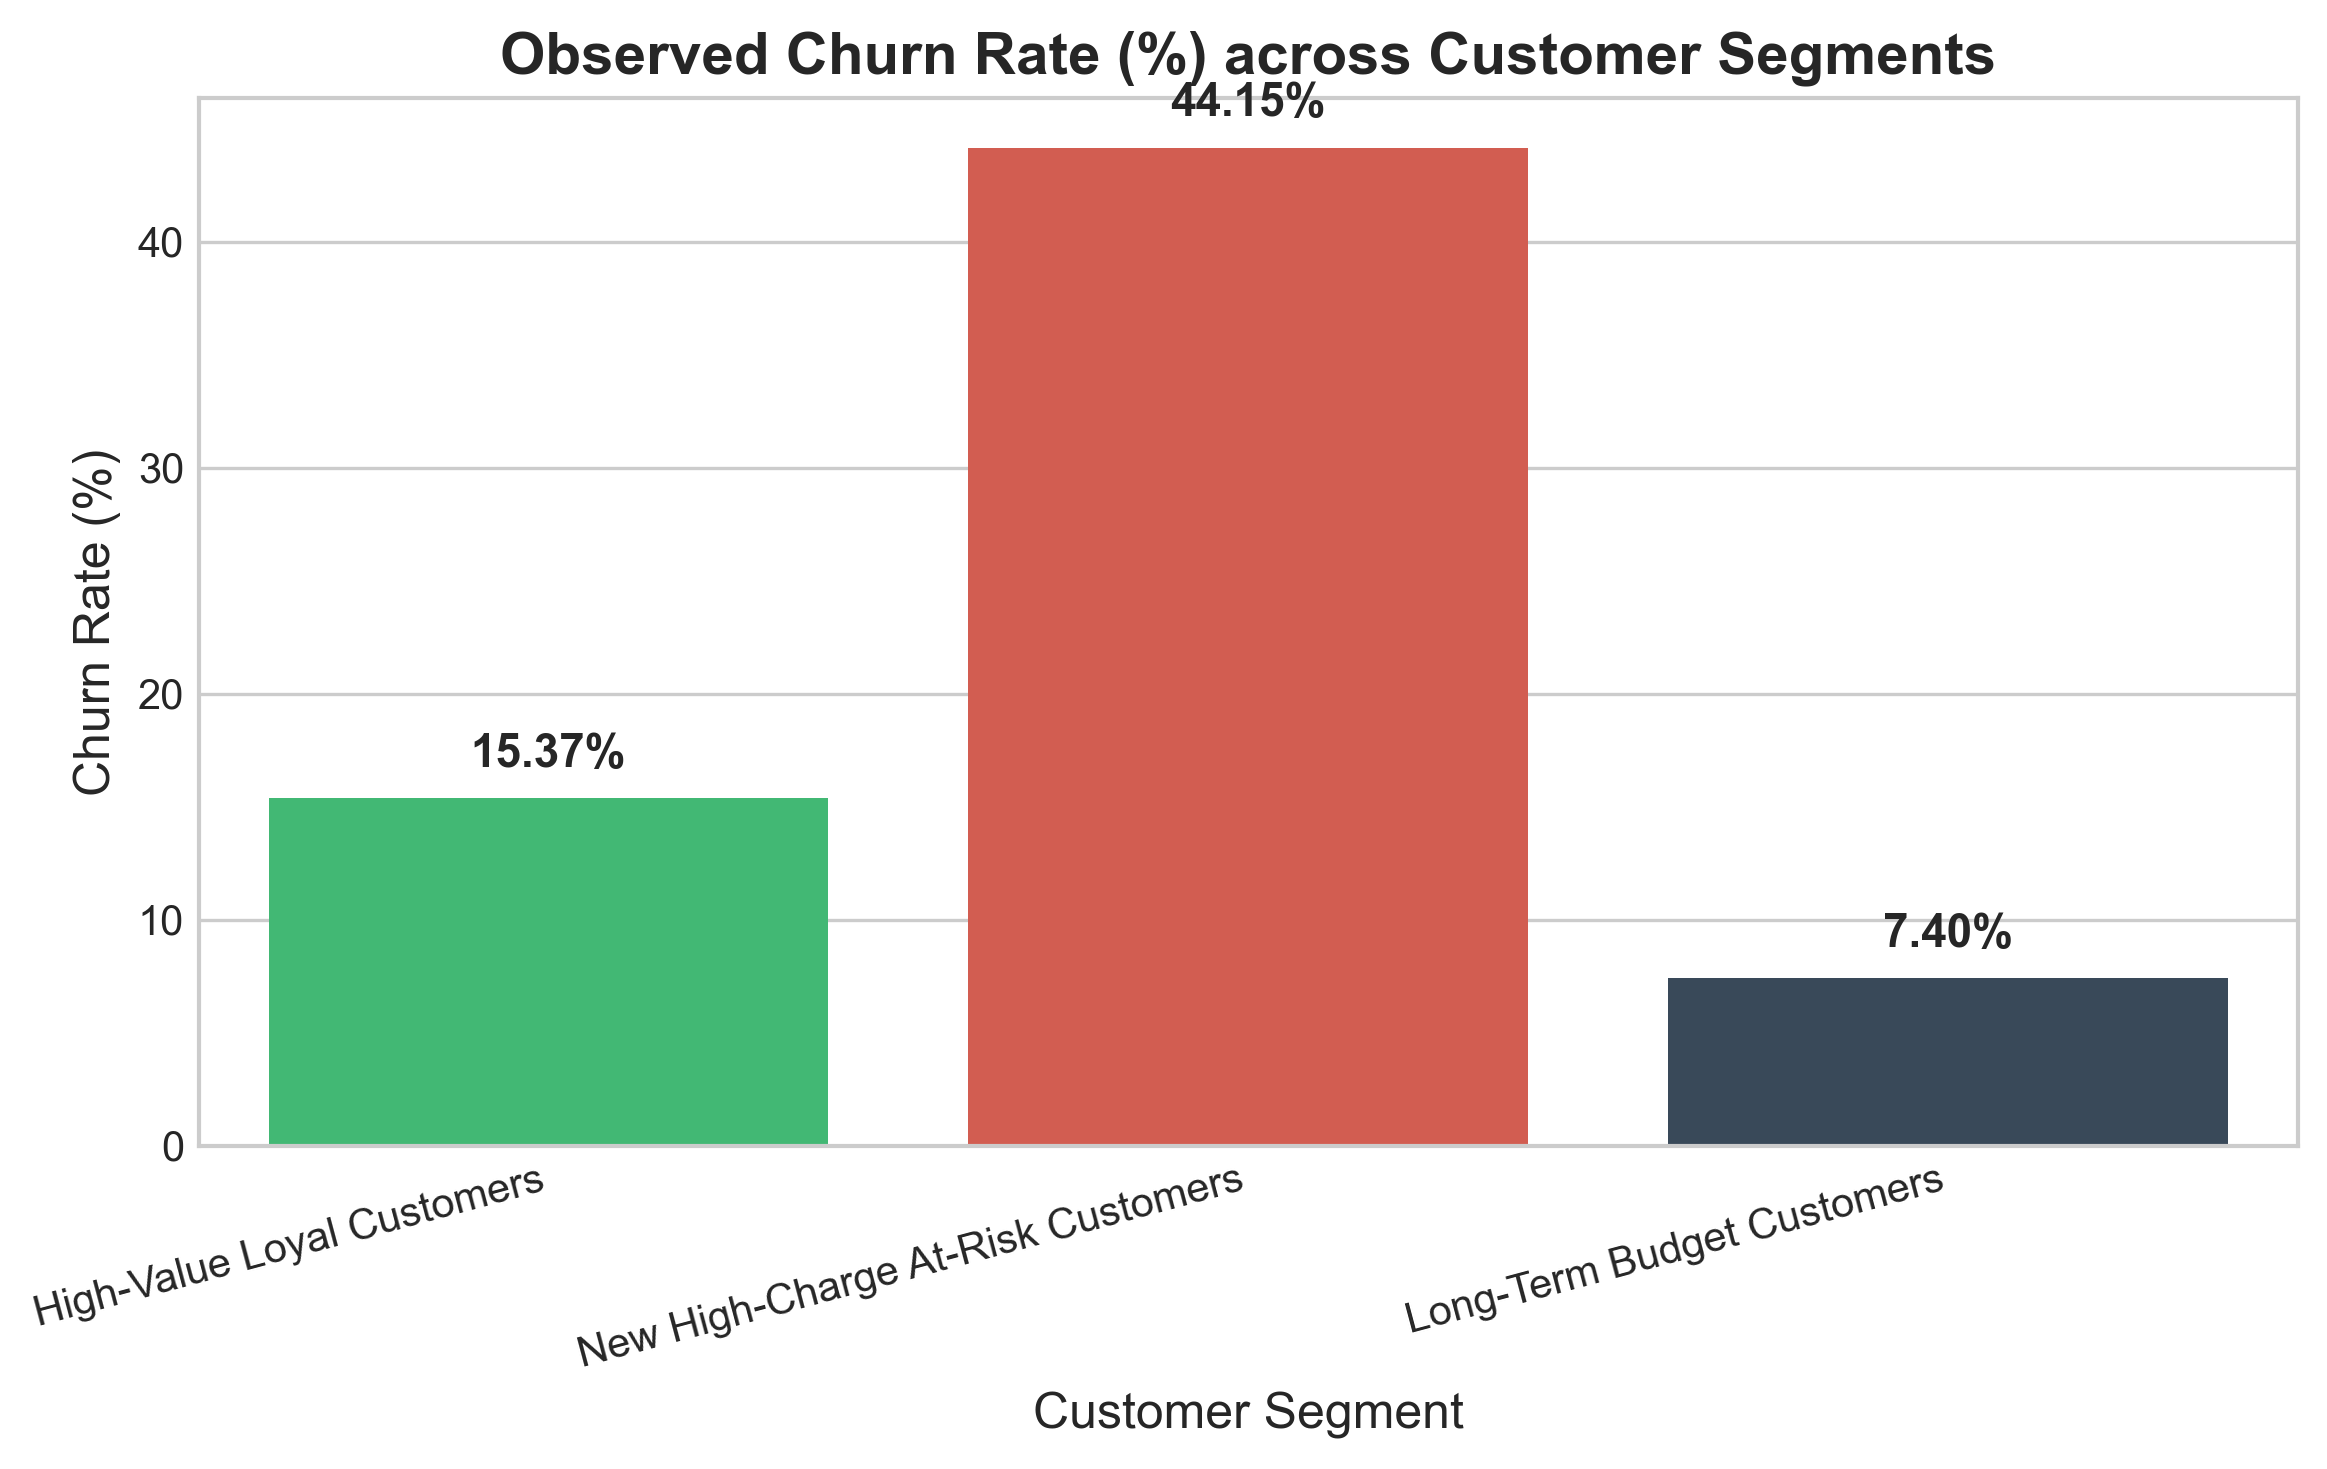 Observed Churn Rate (%) across Customer Segments
44.15%
40
30
20
10
0
Churn Rate (%)
15.37%
7.40%
High-Value Loyal Customers
New High-Charge At-Risk Customers
Long-Term Budget Customers
Customer Segment